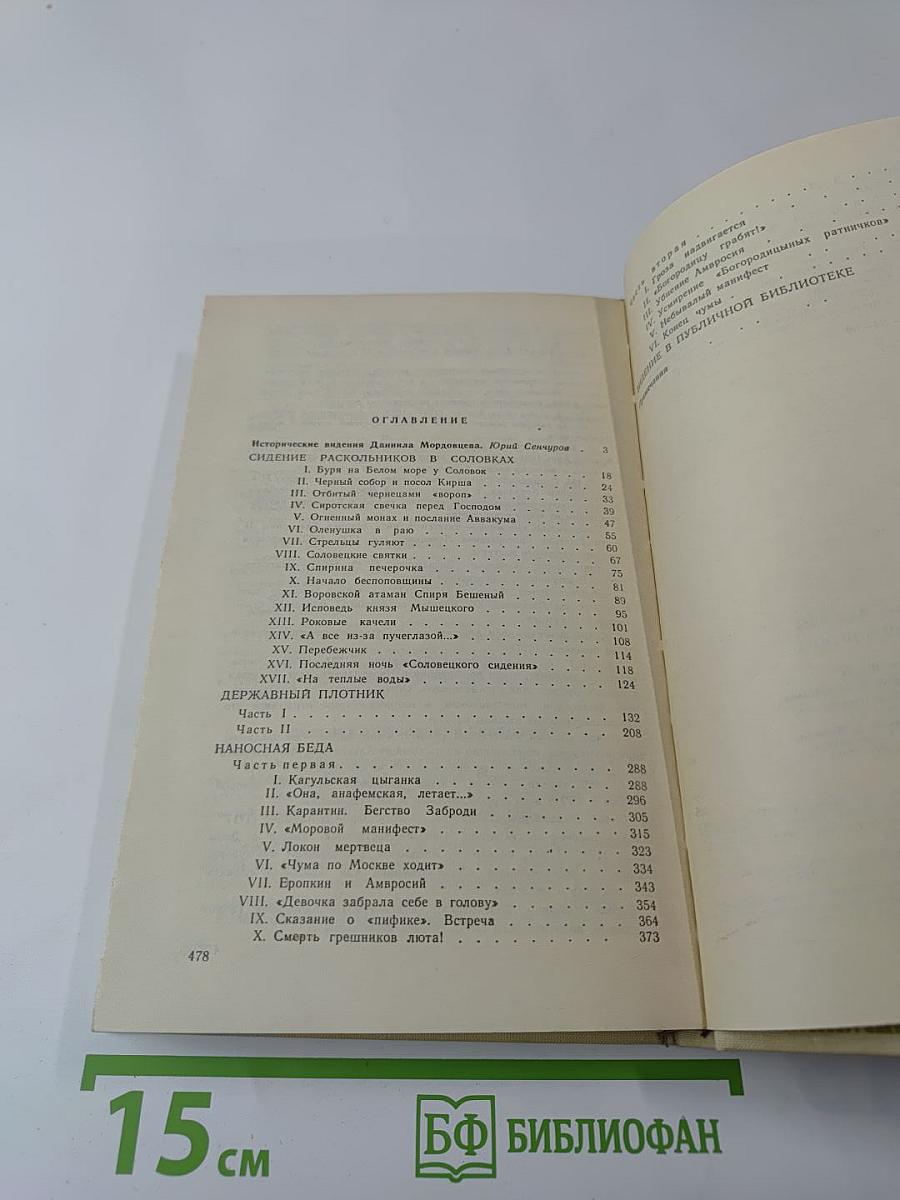 ОГЛАВЛЕНИЕ
Исторические видения Даниила Мордовцева. Юрий Сенчуров . 3
СИДЕНИЕ РАСКОЛЬНИКОВ В СОЛОВКАХ
I. Буря на Белом море у Соловок . . . . . . . 18
II. Черный собор и посол Кирша . . . . . . . 24
III. Отбитый чернецами «вороп» . . . . . . . 33
IV. Сиротская свечка перед Господом . . . . . . 39
V. Огненный монах и послание Аввакума . . . . . 47
VI. Оленушка в раю . . . . . . . . . . 55
VII. Стрельцы гуляют . . . . . . . . . . 60
VIII. Соловецкие святки . . . . . . . . . . 67
IX. Спирина печерочка . . . . . . . . . . 75
X. Начало беспоповщины . . . . . . . . . 81
XI. Воровской атаман Спиря Бешеный . . . . . . 89
XII. Исповедь князя Мышецкого . . . . . . . 95
XIII. Роковые качели . . . . . . . . . . 101
XIV. «А все из-за пучеглазой...» . . . . . . . . 108
XV. Перебежчик . . . . . . . . . . . 114
XVI. Последняя ночь «Соловецкого сидения» . . . . . 118
XVII. «На теплые воды» . . . . . . . . . . 124
ДЕРЖАВНЫЙ ПЛОТНИК
Часть I . . . . . . . . . . . . . . . . 132
Часть II . . . . . . . . . . . . . . . 208
НАНОСНАЯ БЕДА
Часть первая . . . . . . . . . . . . . . 288
I. Кагульская цыганка . . . . . . . . . 288
II. «Она, анафемская, летает...» . . . . . . . . 296
III. Карантин. Бегство Заброди . . . . . . . 305
IV. «Моровой манифест» . . . . . . . . . 315
V. Локон мертвеца . . . . . . . . . . 323
VI. «Чума по Москве ходит» . . . . . . . . 334
VII. Еропкин и Амвросий . . . . . . . . . 343
VIII. «Девочка забрала себе в голову» . . . . . . 354
IX. Сказание о «пифике». Встреча . . . . . . . 364
X. Смерть грешников люта! . . . . . . . . 373
478
вторая . . . . . . . . .
I. Гроза надвигается
II. «Богородицу грабят!»
III. Убиение Амвросия . . . . . . .
IV. Усмирение «Богородицыных ратничков»
V. Небывалый манифест . . . . . .
VI. Конец чумы . . . . . . . .
В ПУБЛИЧНОЙ БИБЛИОТЕКЕ
15 см
БФ БИБЛИОФАН